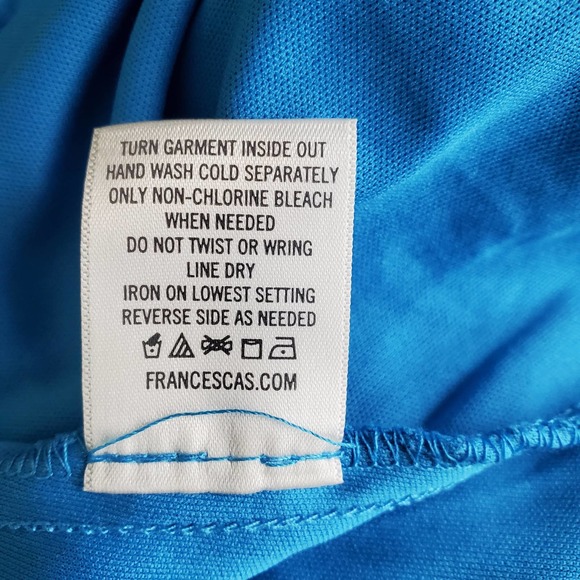 TURN GARMENT INSIDE OUT
HAND WASH COLD SEPARATELY
ONLY NON-CHLORINE BLEACH
WHEN NEEDED
DO NOT TWIST OR WRING
LINE DRY
IRON ON LOWEST SETTING
REVERSE SIDE AS NEEDED
FRANCESCAS.COM